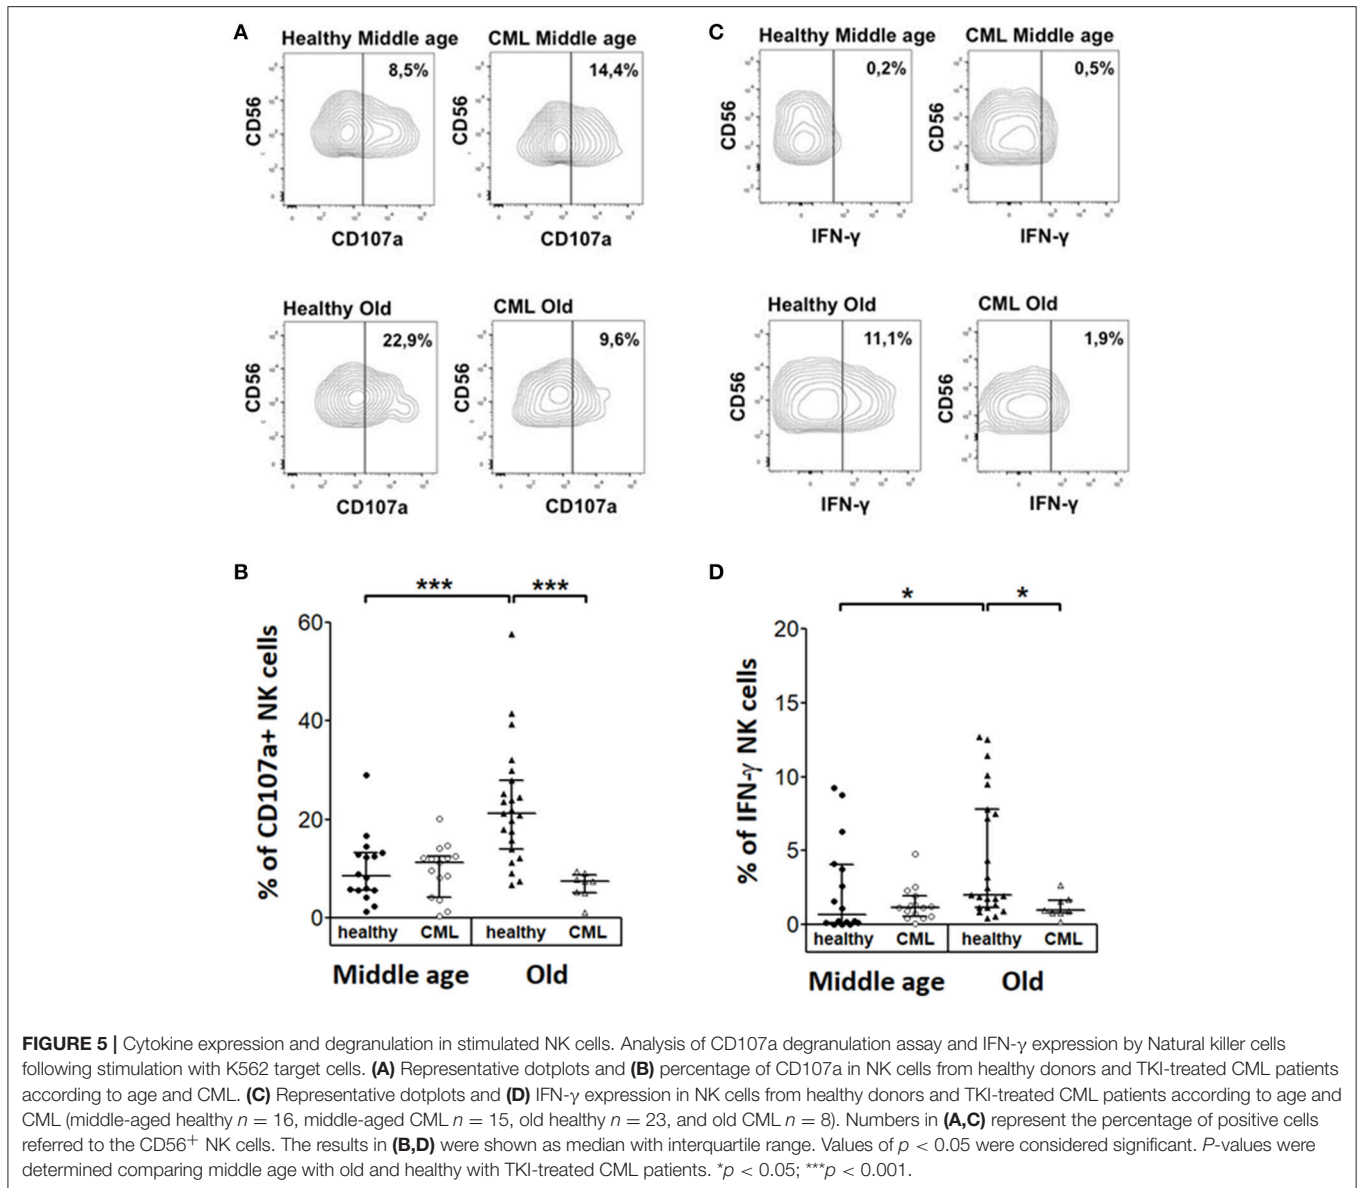 A
C
Healthy Middle age
CML Middle age
Healthy Middle age
CML Middle age
8,5%
14,4%
0,2%
0,5%
CD56
CD56
CD56
CD56
CD107a
CD107a
IFN-γ
IFN-γ
Healthy Old
CML Old
Healthy Old
CML Old
22,9%
9,6%
11,1%
1,9%
CD56
CD56
CD56
CD56
CD107a
CD107a
IFN-γ
IFN-γ
B
*** ***
% of CD107a+ NK cells
60
40
20
0
healthy CML healthy CML
Middle age Old
D
* *
% of IFN-γ NK cells
20
15
10
5
0
healthy CML healthy CML
Middle age Old
FIGURE 5 | Cytokine expression and degranulation in stimulated NK cells. Analysis of CD107a degranulation assay and IFN-γ expression by Natural killer cells
following stimulation with K562 target cells. (A) Representative dotplots and (B) percentage of CD107a in NK cells from healthy donors and TKI-treated CML patients
according to age and CML. (C) Representative dotplots and (D) IFN-γ expression in NK cells from healthy donors and TKI-treated CML patients according to age and
CML (middle-aged healthy n = 16, middle-aged CML n = 15, old healthy n = 23, and old CML n = 8). Numbers in (A,C) represent the percentage of positive cells
referred to the CD56⁺ NK cells. The results in (B,D) were shown as median with interquartile range. Values of p < 0.05 were considered significant. P-values were
determined comparing middle age with old and healthy with TKI-treated CML patients. *p < 0.05; ***p < 0.001.